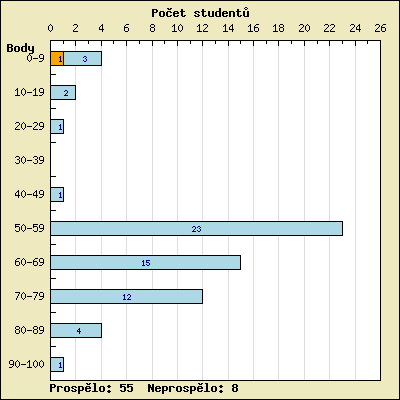 Počet studentů
0 2 4 6 8 10 12 14 16 18 20 22 24 26
Body
0-9 1 3
10-19 2
20-29 1
30-39
40-49 1
50-59 23
60-69 15
70-79 12
80-89 4
90-100 1
Prospělo: 55 Neprospělo: 8